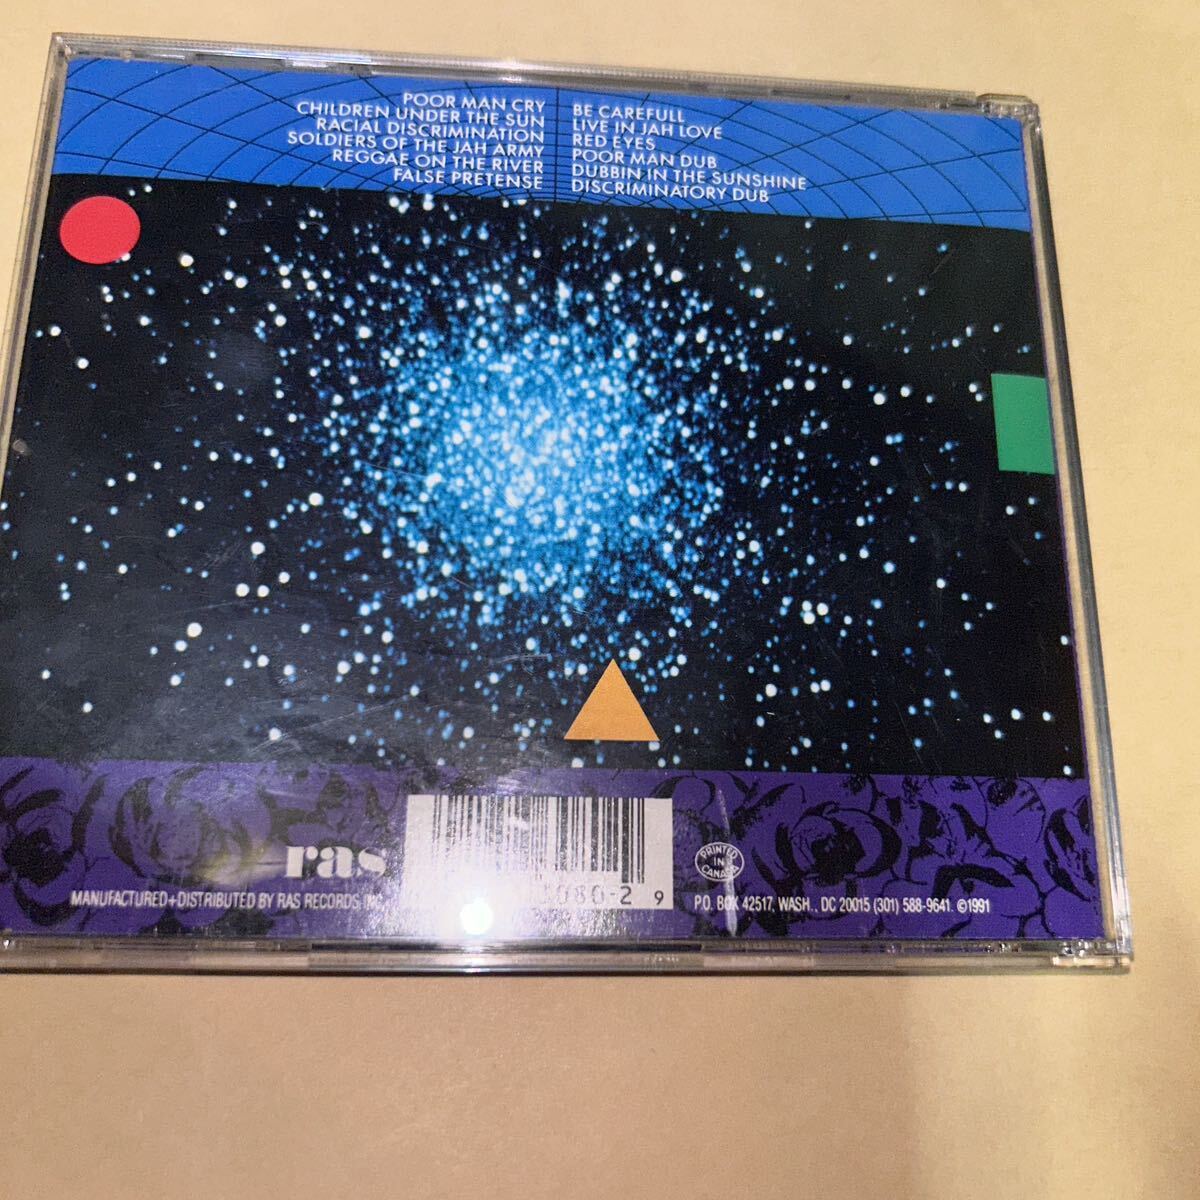 POOR MAN CRY
CHILDREN UNDER THE SUN
RACIAL DISCRIMINATION
SOLDIERS OF THE JAH ARMY
REGGAE ON THE RIVER
FALSE PRETENSE
BE CAREFULL
LIVE IN JAH LOVE
RED EYES
POOR MAN DUB
DUBBIN IN THE SUNSHINE
DISCRIMINATORY DUB
ras
MANUFACTURED+DISTRIBUTED BY RAS RECORDS, INC.
080-2 9
PRINTED
IN
CANADA
P.O. BOX 42517, WASH., DC 20015 (301) 588-9641. ©1991